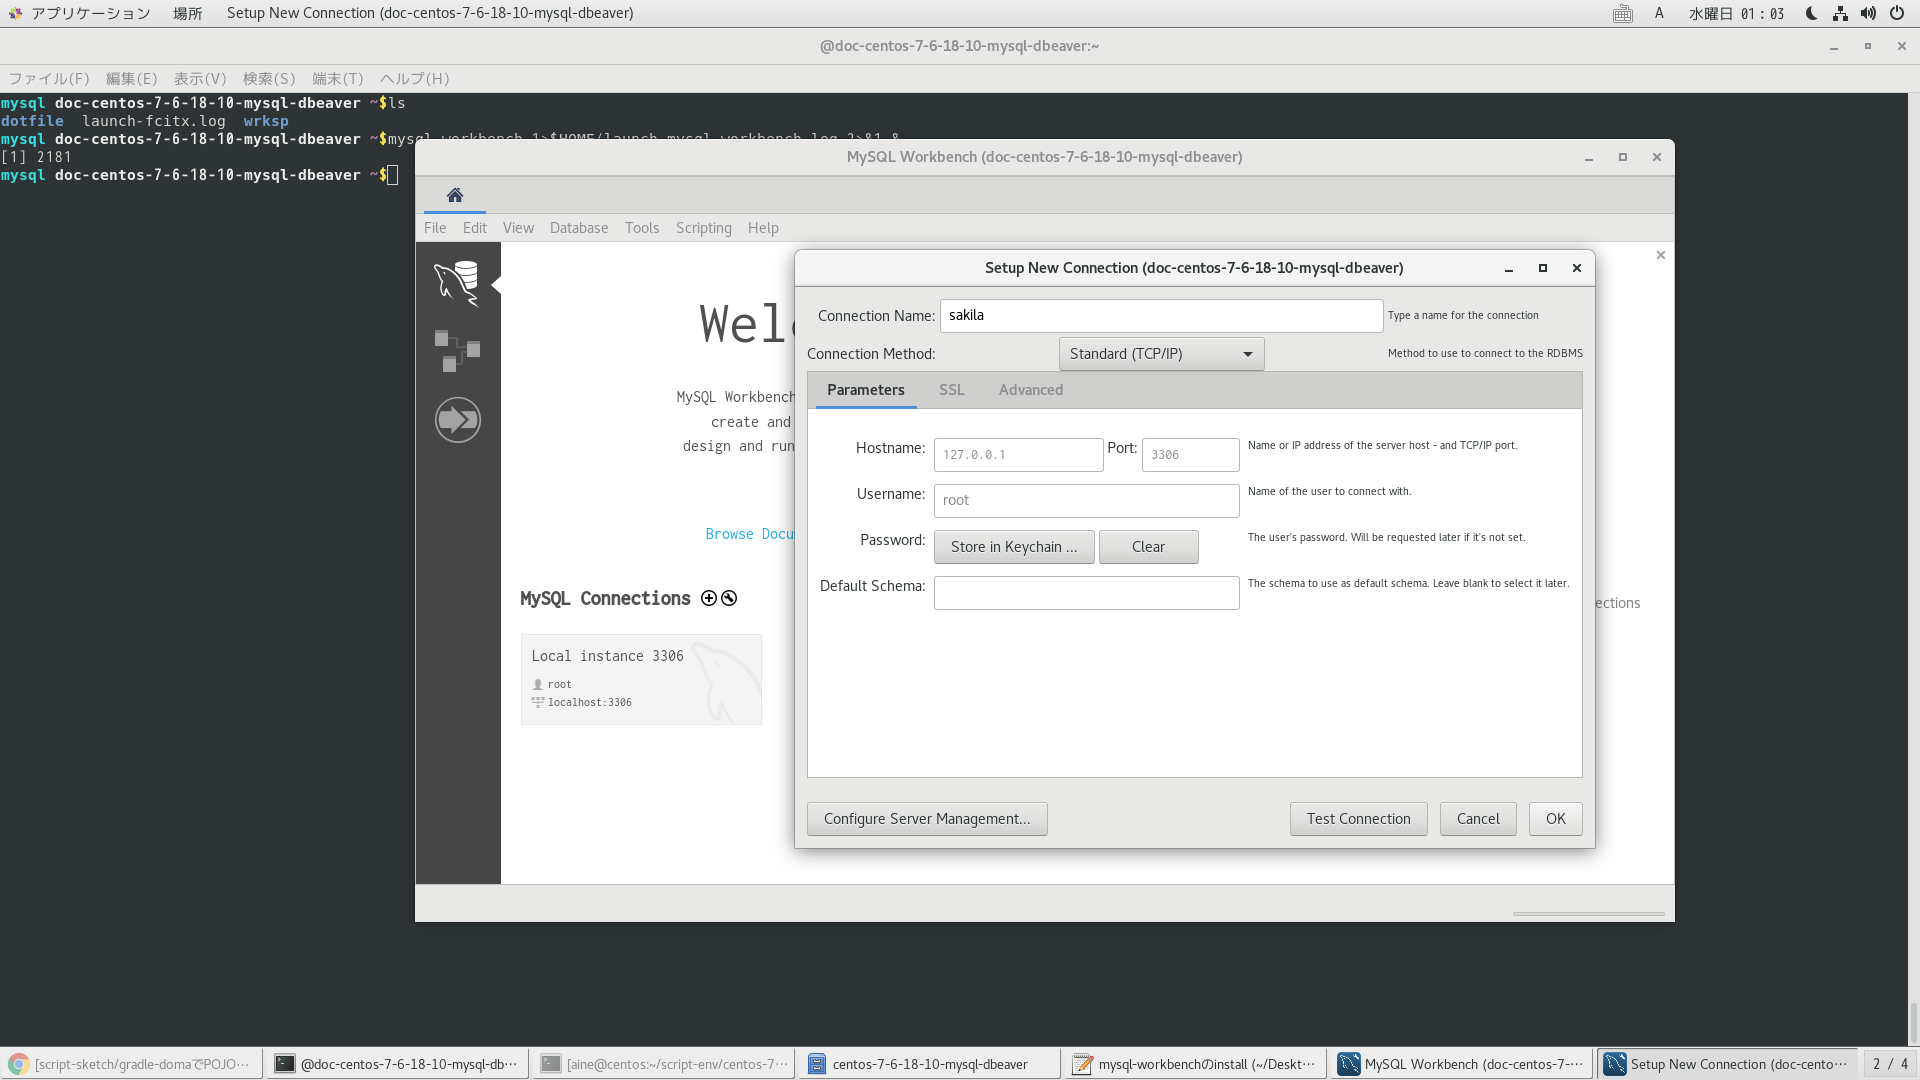 アプリケーション 場所 Setup New Connection (doc-centos-7-6-18-10-mysql-dbeaver) A 水曜日 01：03
@doc-centos-7-6-18-10-mysql-dbeaver:~
ファイル(F) 編集(E) 表示(V) 検索(S) 端末(T) ヘルプ(H)
mysql doc-centos-7-6-18-10-mysql-dbeaver ~$ls
dotfile launch-fcitx.log wrksp
mysql doc-centos-7-6-18-10-mysql-dbeaver ~$mysql-workbench 1>$HOME/launch-mysql-workbench.log 2>&1 &
[1] 2181
mysql doc-centos-7-6-18-10-mysql-dbeaver ~$
MySQL Workbench (doc-centos-7-6-18-10-mysql-dbeaver)
File Edit View Database Tools Scripting Help
Wel
MySQL Workbench
create and
design and run
Browse Docu
MySQL Connections
ections
Local instance 3306
root
localhost:3306
Setup New Connection (doc-centos-7-6-18-10-mysql-dbeaver)
Connection Name: sakila Type a name for the connection
Connection Method: Standard (TCP/IP) Method to use to connect to the RDBMS
Parameters SSL Advanced
Hostname: 127.0.0.1 Port: 3306 Name or IP address of the server host - and TCP/IP port.
Username: root Name of the user to connect with.
Password: Store in Keychain ... Clear The user's password. Will be requested later if it's not set.
Default Schema: The schema to use as default schema. Leave blank to select it later.
Configure Server Management... Test Connection Cancel OK
[script-sketch/gradle-domaでPOJO… @doc-centos-7-6-18-10-mysql-db… [aine@centos:~/script-env/centos-7… centos-7-6-18-10-mysql-dbeaver mysql-workbenchのinstall (~/Deskt… MySQL Workbench (doc-centos-7-… Setup New Connection (doc-cento… 2 / 4